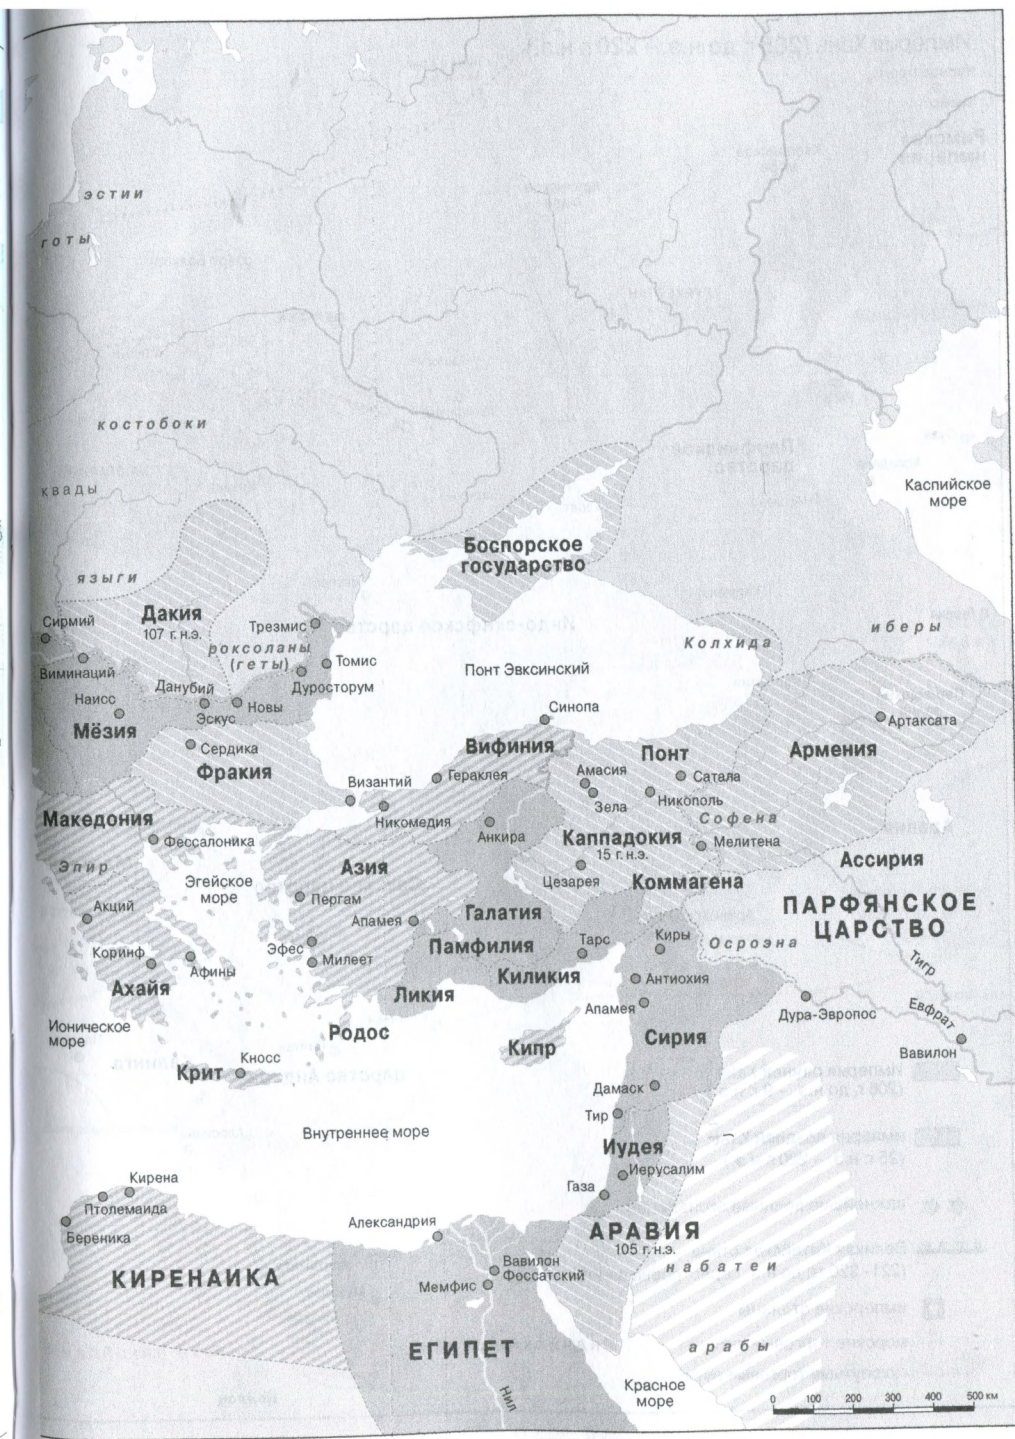 эстии
готы
костобоки
квады
Каспийское
море
Боспорское
государство
языги
Дакия
107 г. н.э.
Сирмий
Трезмис
роксоланы
(геты)
Томис
Колхида
иберы
Виминаций
Понт Эвксинский
Данубий
Дуросторум
Наисс
Новы
Эскус
Синопа
Артаксата
Мёзия
Сердика
Вифиния
Понт
Армения
Фракия
Византий
Гераклея
Амасия
Сатала
Зела
Никополь
Македония
Никомедия
Анкира
Софена
Фессалоника
Каппадокия
15 г. н.э.
Мелитена
Эпир
Азия
Ассирия
Эгейское
море
Цезарея
Коммагена
Пергам
ПАРФЯНСКОЕ
ЦАРСТВО
Акций
Апамея
Галатия
Киры
Осроэна
Коринф
Эфес
Памфилия
Тарс
Афины
Милеет
Тигр
Ахайя
Киликия
Антиохия
Ликия
Апамея
Дура-Эвропос
Евфрат
Ионическое
море
Родос
Сирия
Кипр
Вавилон
Кносс
Крит
Дамаск
Тир
Внутреннее море
Иудея
Иерусалим
Кирена
Газа
Птолемаида
Александрия
АРАВИЯ
105 г. н.э.
Береника
набатеи
Вавилон
Фоссатский
КИРЕНАИКА
Мемфис
ЕГИПЕТ
арабы
Красное
море
Нил
0 100 200 300 400 500 км